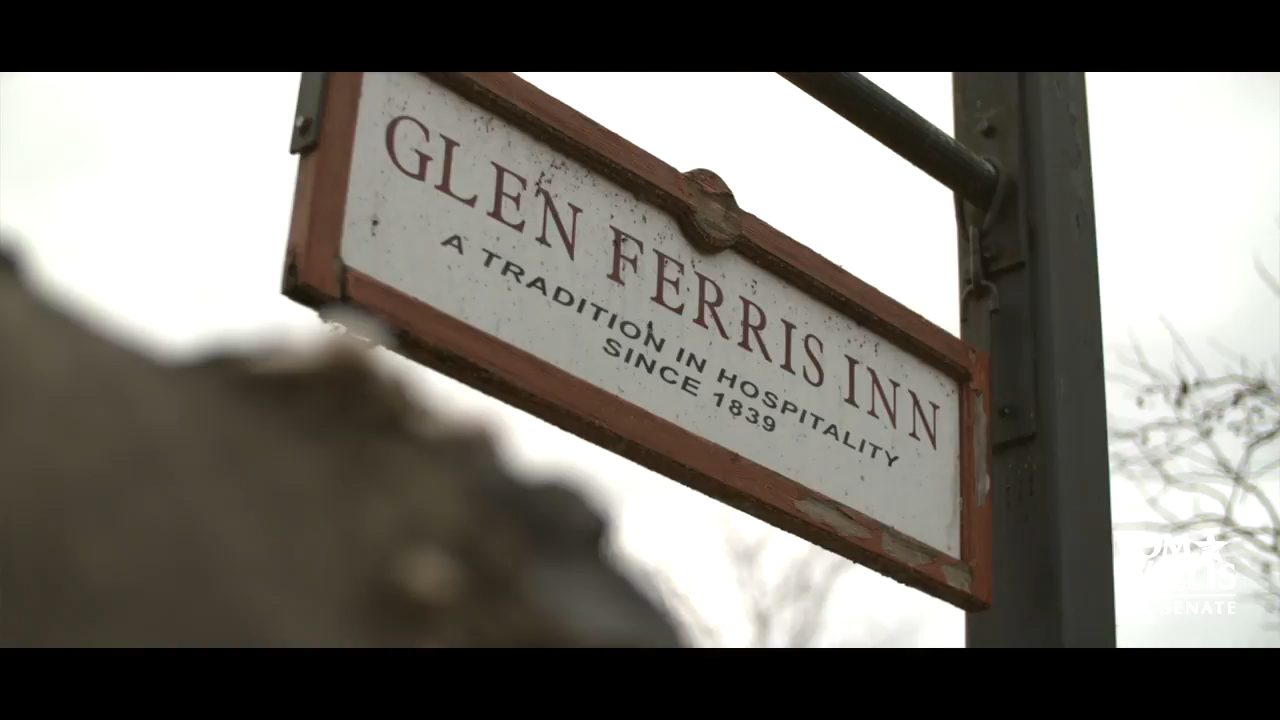 GLEN FERRIS INN
A TRADITION IN HOSPITALITY
SINCE 1839
SENATE